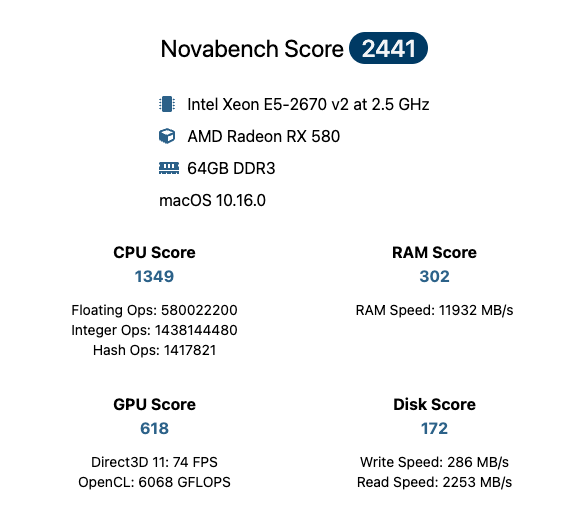 Novabench Score 2441
Intel Xeon E5-2670 v2 at 2.5 GHz
AMD Radeon RX 580
64GB DDR3
macOS 10.16.0
CPU Score
1349
Floating Ops: 580022200
Integer Ops: 1438144480
Hash Ops: 1417821
RAM Score
302
RAM Speed: 11932 MB/s
GPU Score
618
Direct3D 11: 74 FPS
OpenCL: 6068 GFLOPS
Disk Score
172
Write Speed: 286 MB/s
Read Speed: 2253 MB/s